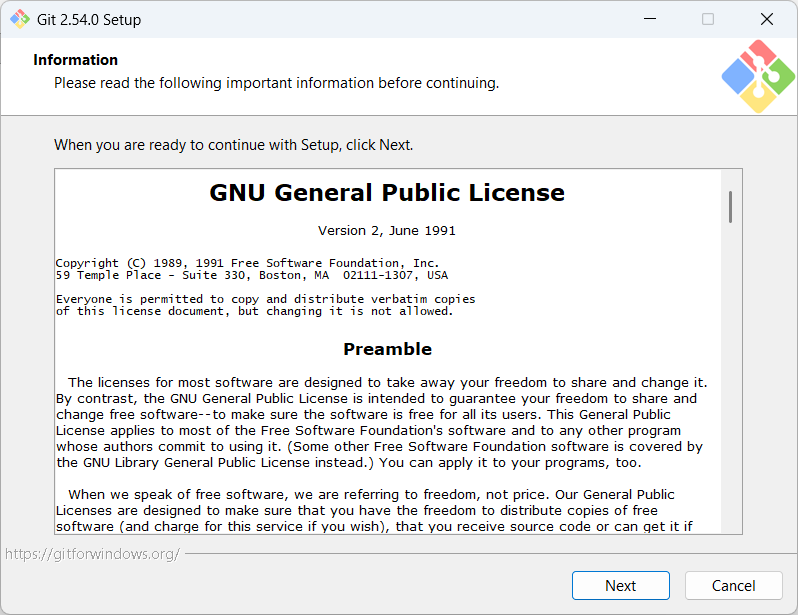 Git 2.54.0 Setup
Information
Please read the following important information before continuing.
When you are ready to continue with Setup, click Next.
GNU General Public License
Version 2, June 1991
Copyright (C) 1989, 1991 Free Software Foundation, Inc.
59 Temple Place - Suite 330, Boston, MA  02111-1307, USA
Everyone is permitted to copy and distribute verbatim copies
of this license document, but changing it is not allowed.
Preamble
The licenses for most software are designed to take away your freedom to share and change it.
By contrast, the GNU General Public License is intended to guarantee your freedom to share and
change free software--to make sure the software is free for all its users. This General Public
License applies to most of the Free Software Foundation's software and to any other program
whose authors commit to using it. (Some other Free Software Foundation software is covered by
the GNU Library General Public License instead.) You can apply it to your programs, too.
When we speak of free software, we are referring to freedom, not price. Our General Public
Licenses are designed to make sure that you have the freedom to distribute copies of free
software (and charge for this service if you wish), that you receive source code or can get it if
https://gitforwindows.org/
Next
Cancel